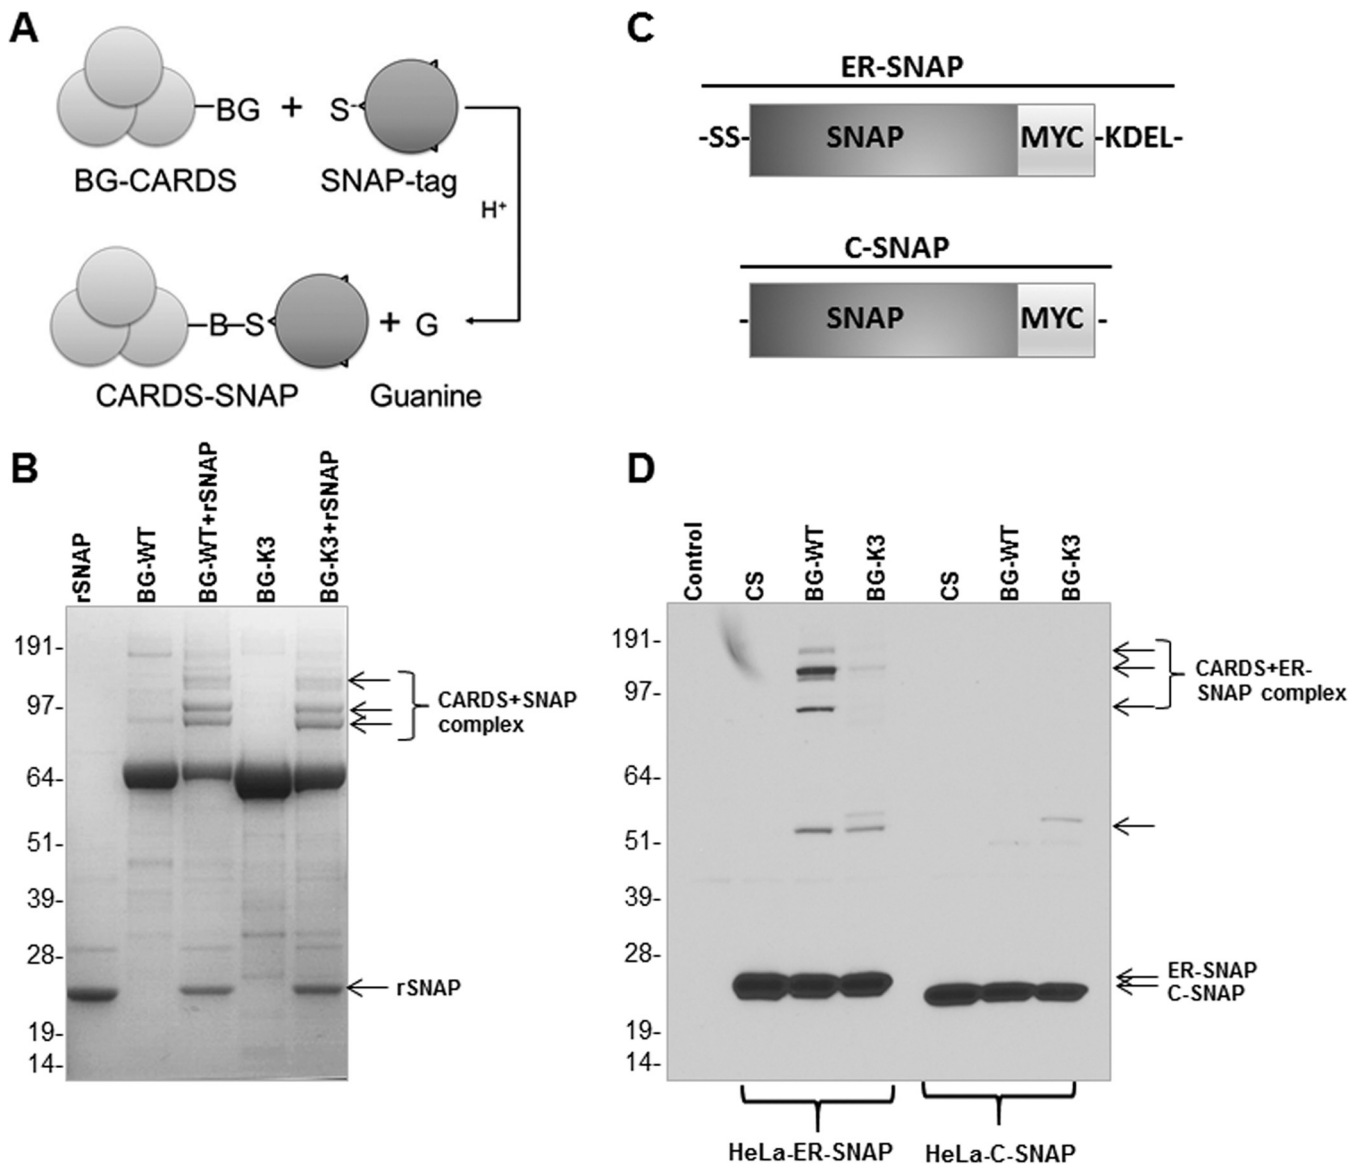 A
BG + S
BG-CARDS SNAP-tag
H+
B S + G
CARDS-SNAP Guanine
C
ER-SNAP
-SS- SNAP MYC -KDEL-
C-SNAP
- SNAP MYC -
B
rSNAP
BG-WT
BG-WT+rSNAP
BG-K3
BG-K3+rSNAP
191-
97-
64-
51-
39-
28-
19-
14-
CARDS+SNAP
complex
rSNAP
D
Control
CS
BG-WT
BG-K3
CS
BG-WT
BG-K3
191-
97-
64-
51-
39-
28-
19-
14-
CARDS+ER-
SNAP complex
ER-SNAP
C-SNAP
HeLa-ER-SNAP
HeLa-C-SNAP